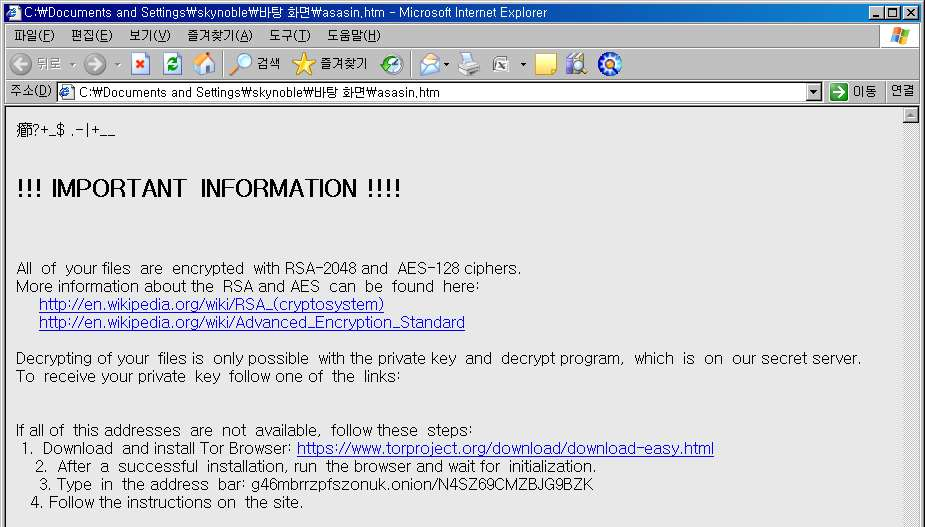 C:₩Documents and Settings₩skynoble₩바탕 화면₩asasin.htm - Microsoft Internet Explorer
파일(F) 편집(E) 보기(V) 즐겨찾기(A) 도구(T) 도움말(H)
뒤로 검색 즐겨찾기
주소(D) C:₩Documents and Settings₩skynoble₩바탕 화면₩asasin.htm 이동 연결
?+_$ .-|+__
!!! IMPORTANT INFORMATION !!!!
All of your files are encrypted with RSA-2048 and AES-128 ciphers.
More information about the RSA and AES can be found here:
http://en.wikipedia.org/wiki/RSA_(cryptosystem)
http://en.wikipedia.org/wiki/Advanced_Encryption_Standard
Decrypting of your files is only possible with the private key and decrypt program, which is on our secret server.
To receive your private key follow one of the links:
If all of this addresses are not available, follow these steps:
1. Download and install Tor Browser: https://www.torproject.org/download/download-easy.html
2. After a successful installation, run the browser and wait for initialization.
3. Type in the address bar: g46mbrrzpfszonuk.onion/N4SZ69CMZBJG9BZK
4. Follow the instructions on the site.